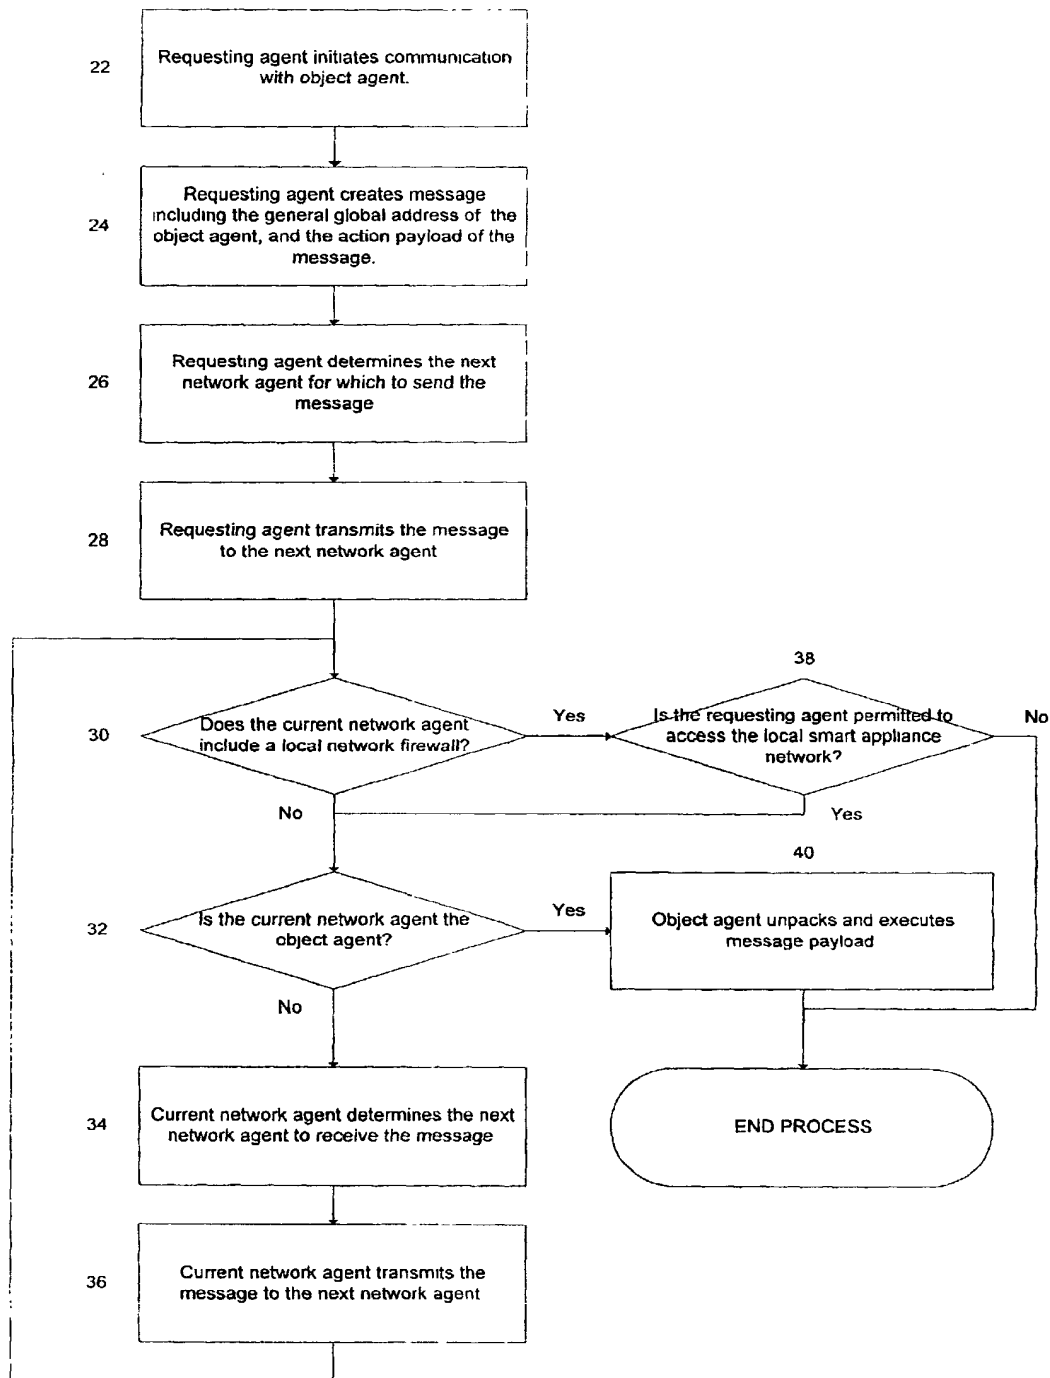 22
Requesting agent initiates communication
with object agent.
24
Requesting agent creates message
including the general global address of the
object agent, and the action payload of the
message.
26
Requesting agent determines the next
network agent for which to send the
message
28
Requesting agent transmits the message
to the next network agent
30
Does the current network agent
include a local network firewall?
Yes
38
Is the requesting agent permitted to
access the local smart appliance
network?
No
No
Yes
32
Is the current network agent the
object agent?
Yes
40
Object agent unpacks and executes
message payload
No
34
Current network agent determines the next
network agent to receive the message
END PROCESS
36
Current network agent transmits the
message to the next network agent